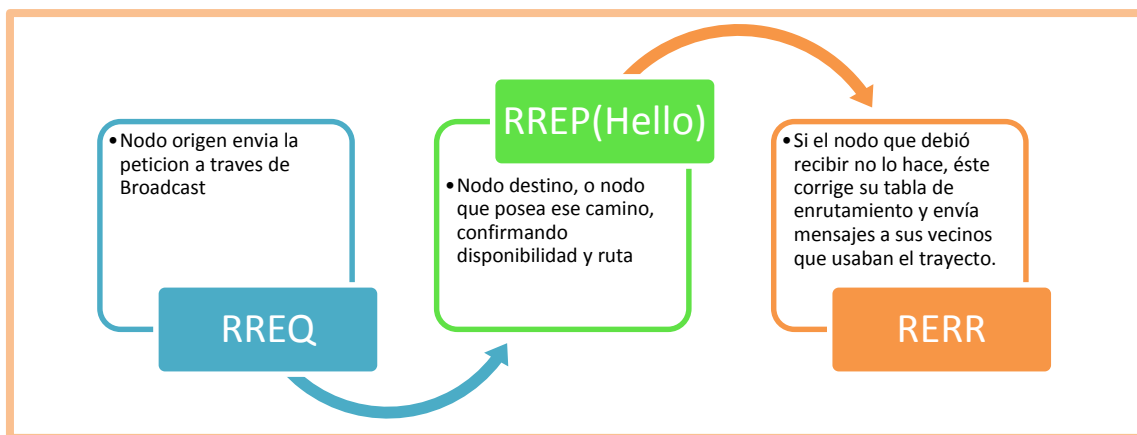 •Nodo origen envia la
peticion a traves de
Broadcast
RREQ
RREP(Hello)
•Nodo destino, o nodo
que posea ese camino,
confirmando
disponibilidad y ruta
•Si el nodo que debió
recibir no lo hace, éste
corrige su tabla de
enrutamiento y envía
mensajes a sus vecinos
que usaban el trayecto.
RERR